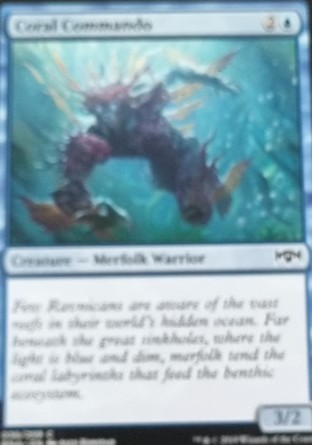 Coral Commando 2
Creature — Merfolk Warrior
Few Ravnicans are aware of the vast
reefs in their world's hidden ocean. Far
beneath the great sinkholes, where the
light is blue and dim, merfolk tend the
coral labyrinths that feed the benthic
ecosystem.
3/2